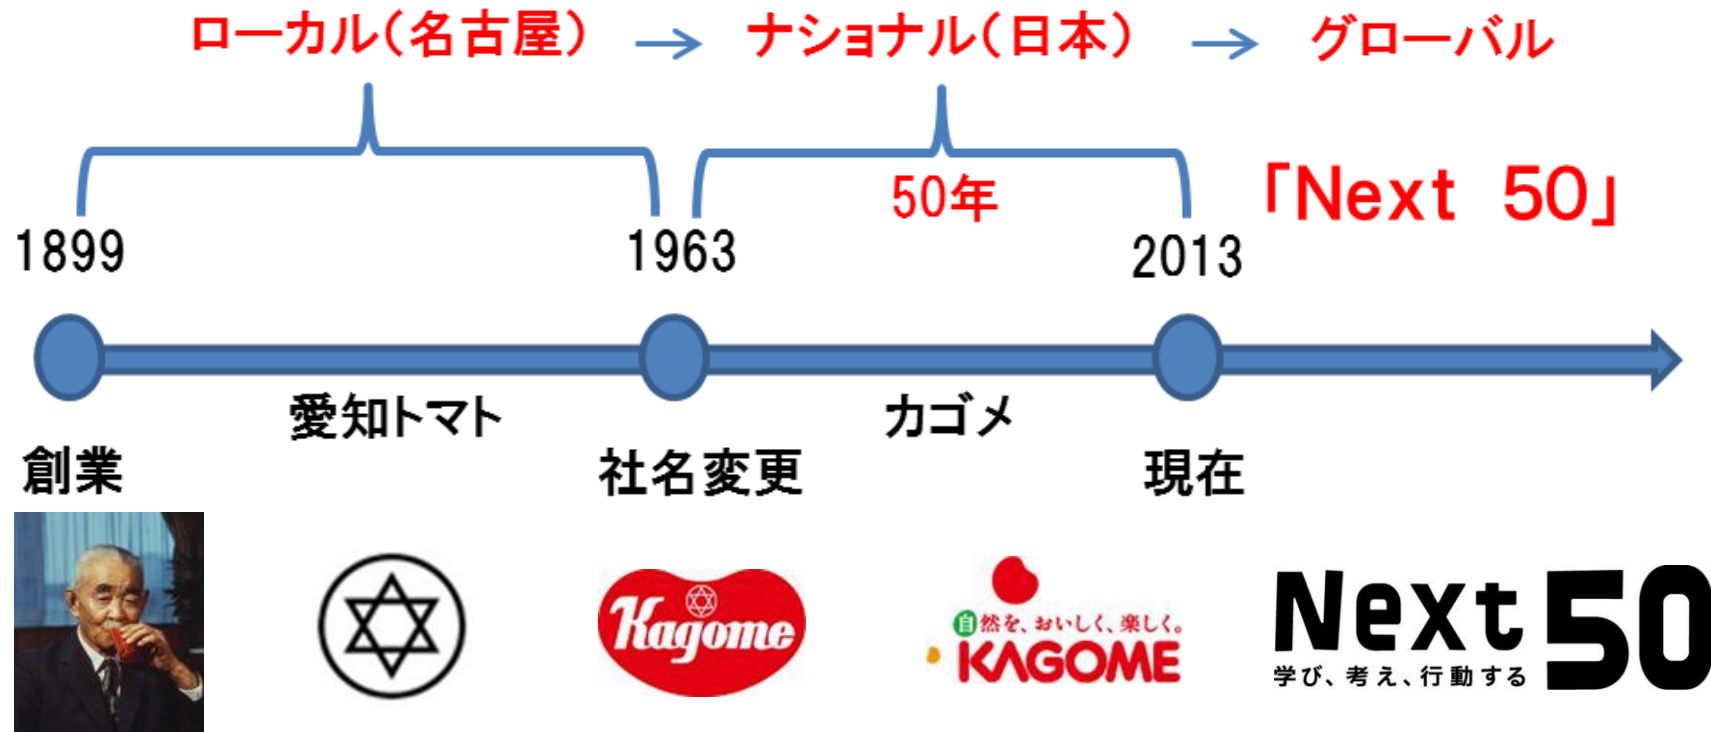 ローカル(名古屋) → ナショナル(日本) → グローバル
50年
「Next 50」
1899
1963
2013
愛知トマト
カゴメ
創業
社名変更
現在
Kagome
自然を、おいしく、楽しく。
KAGOME
Next 50
学び、考え、行動する